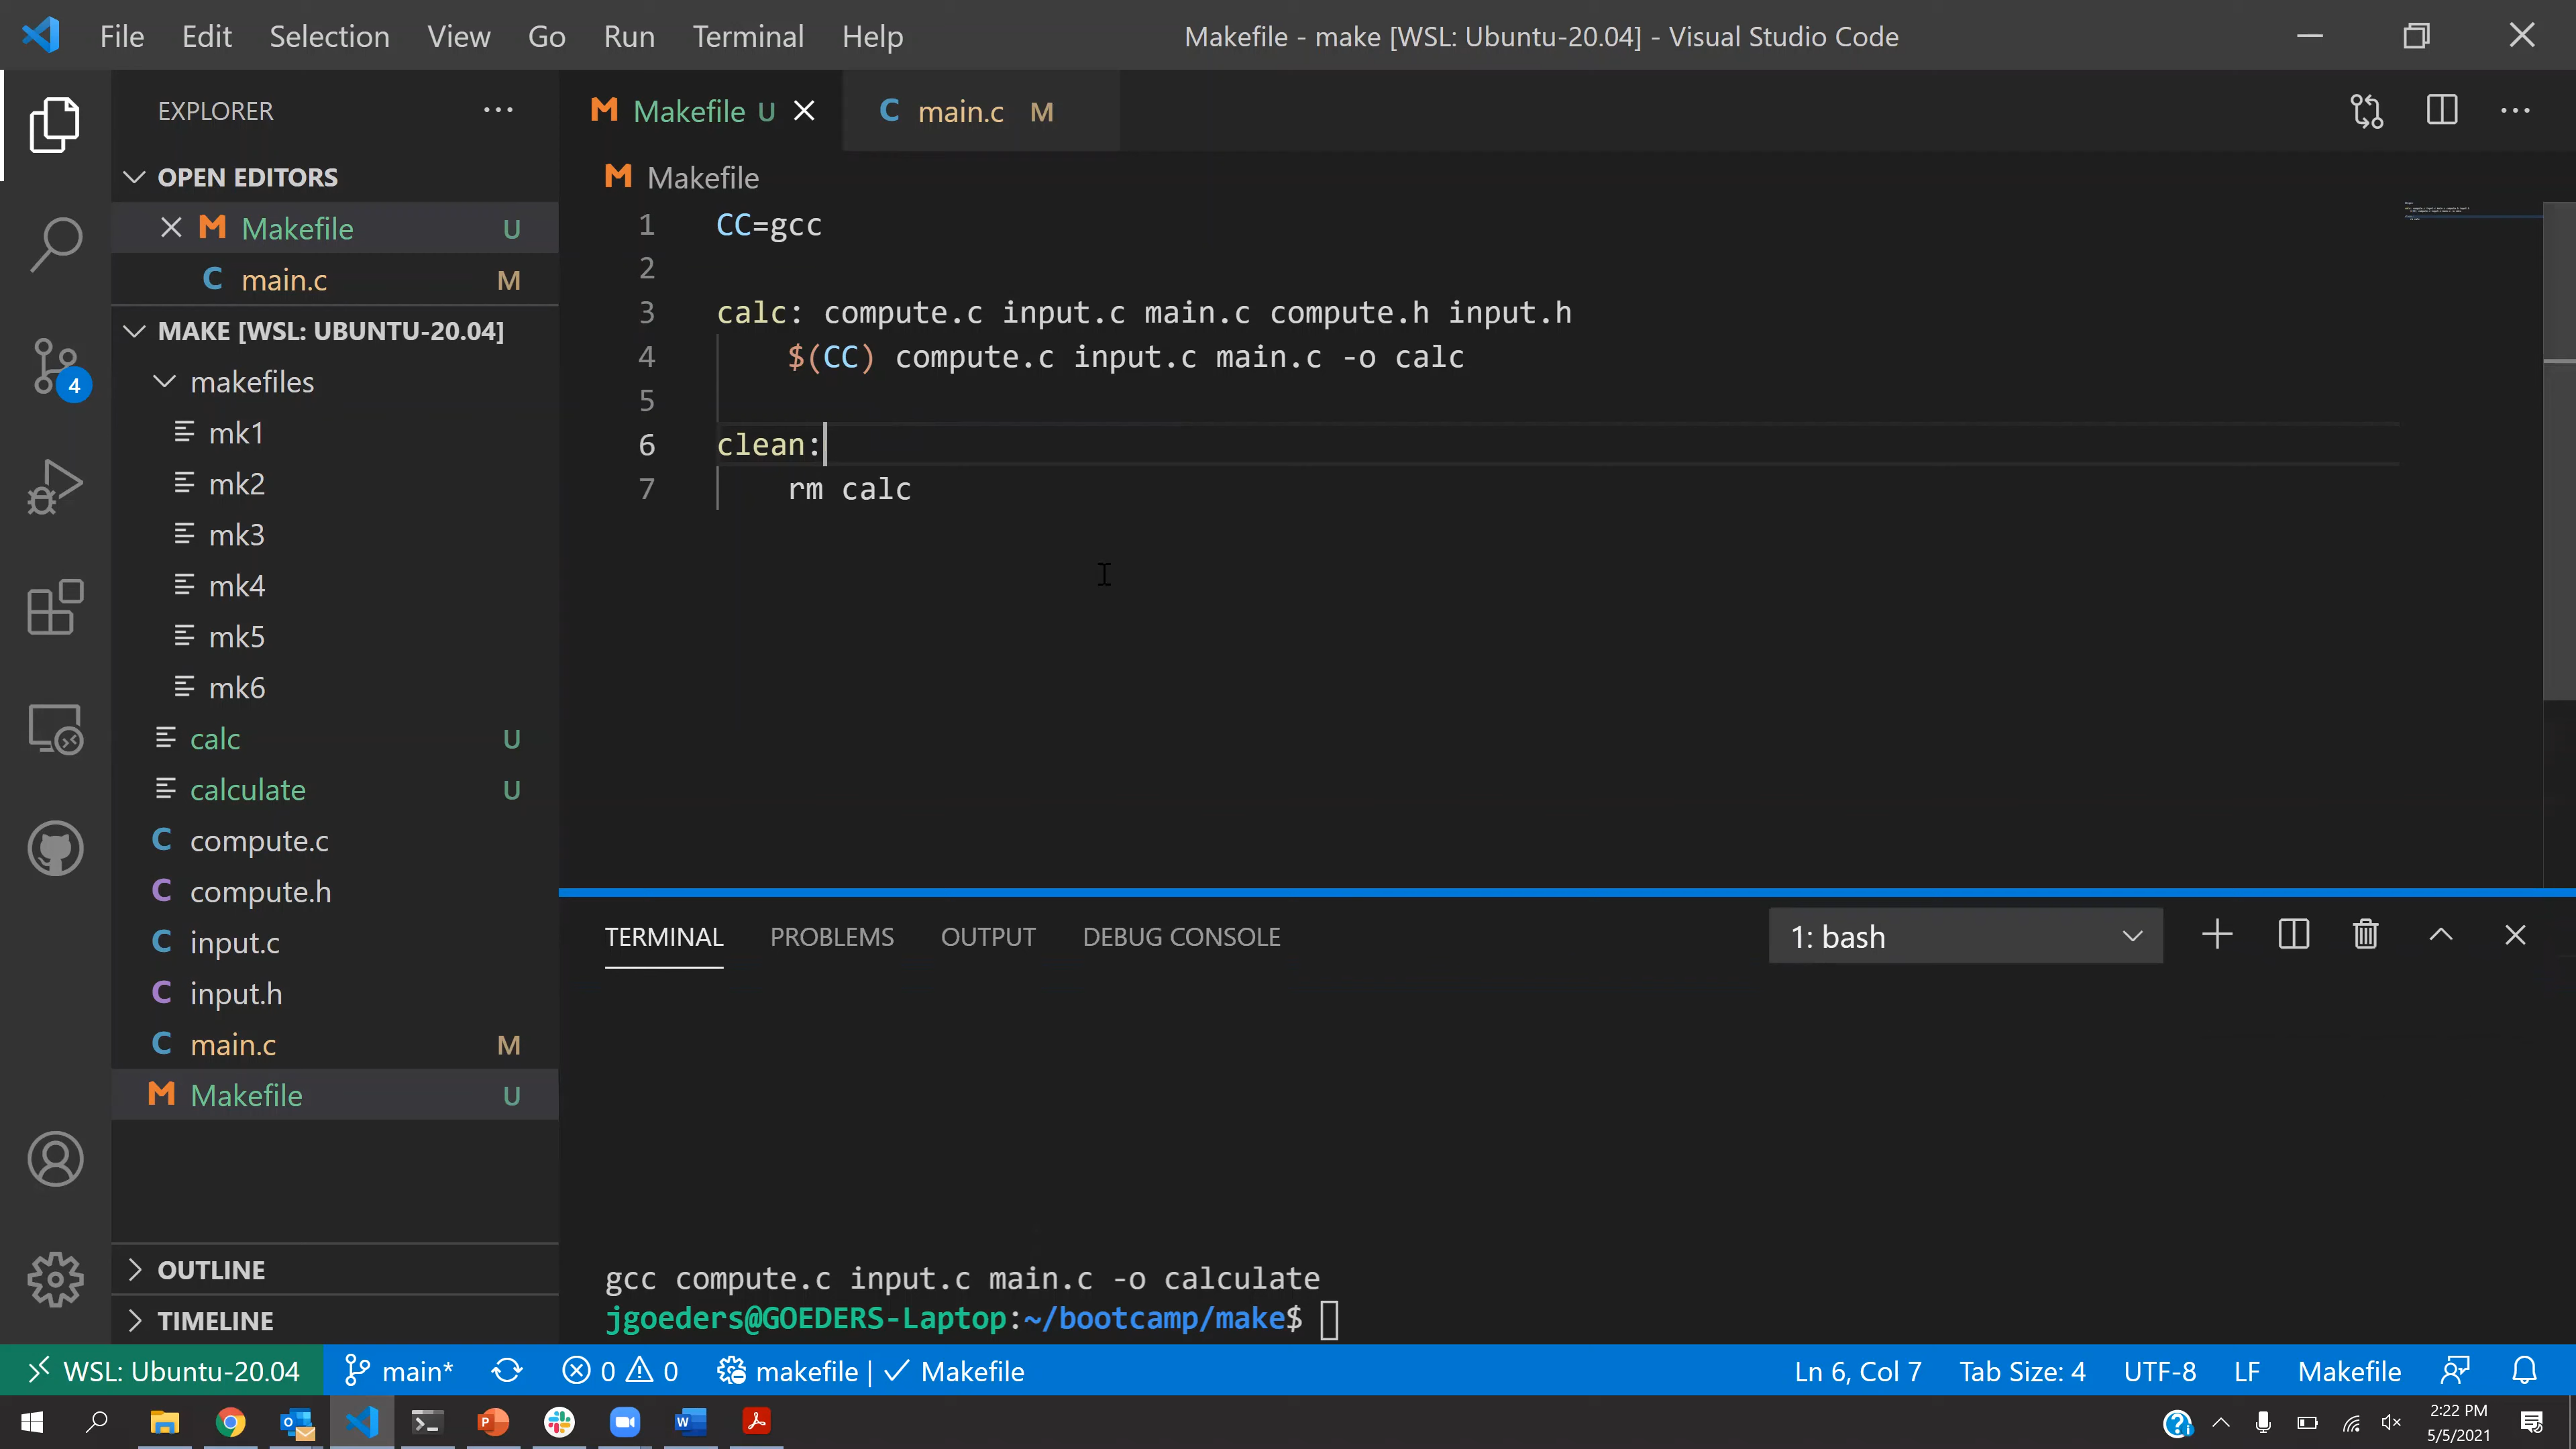 File Edit Selection View Go Run Terminal Help Makefile - make [WSL: Ubuntu-20.04] - Visual Studio Code
EXPLORER ···
OPEN EDITORS
Makefile U
main.c M
MAKE [WSL: UBUNTU-20.04]
makefiles
mk1
mk2
mk3
mk4
mk5
mk6
calc U
calculate U
compute.c
compute.h
input.c
input.h
main.c M
Makefile U
OUTLINE
TIMELINE
4
Makefile U main.c M
Makefile
1 CC=gcc
2
3 calc: compute.c input.c main.c compute.h input.h
4 $(CC) compute.c input.c main.c -o calc
5
6 clean:
7 rm calc
TERMINAL PROBLEMS OUTPUT DEBUG CONSOLE 1: bash
gcc compute.c input.c main.c -o calculate
jgoeders@GOEDERS-Laptop:~/bootcamp/make$
WSL: Ubuntu-20.04 main* 0 0 makefile | ✓ Makefile Ln 6, Col 7 Tab Size: 4 UTF-8 LF Makefile
2:22 PM
5/5/2021